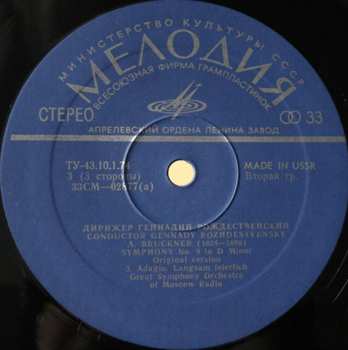 МИНИСТЕРСТВО КУЛЬТУРЫ СССР
МЕЛОДИЯ
ВСЕСОЮЗНАЯ ФИРМА ГРАМПЛАСТИНОК
СТЕРЕО 33
АПРЕЛЕВСКИЙ ОРДЕНА ЛЕНИНА ЗАВОД
ТУ-43.10.1.74 MADE IN USSR
3 (3 стороны) Вторая гр.
33СМ—02877(а)
ДИРИЖЕР ГЕННАДИЙ РОЖДЕСТВЕНСКИЙ
CONDUCTOR GENNADY ROZHDESTVENSKY
A. BRUCKNER (1824—1896)
SYMPHONY No. 9 in D Minor
Original version
3. Adagio. Langsam feierlich
Great Symphony Orchestra
of Moscow Radio